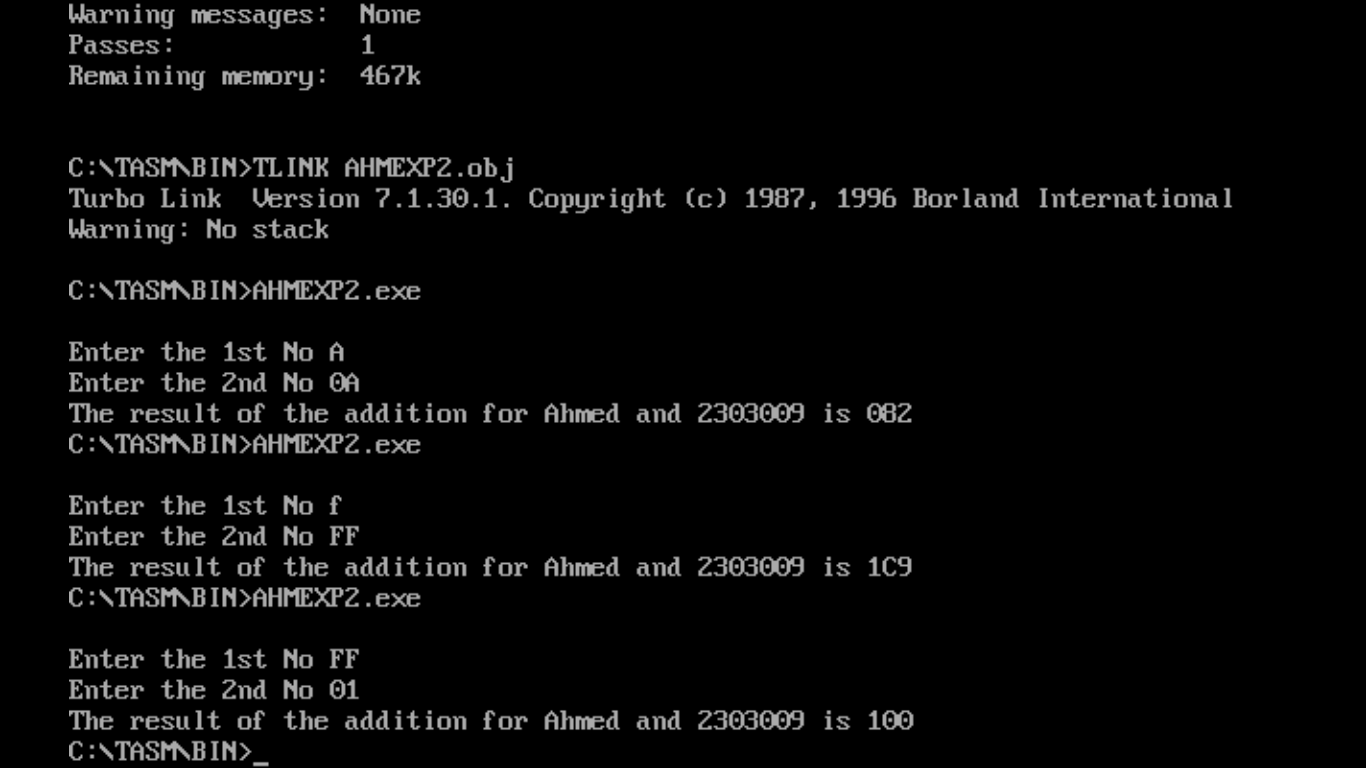 Warning messages:  None
Passes:            1
Remaining memory:  467k
C:\TASM\BIN>TLINK AHMEXP2.obj
Turbo Link  Version 7.1.30.1. Copyright (c) 1987, 1996 Borland International
Warning: No stack
C:\TASM\BIN>AHMEXP2.exe
Enter the 1st No A
Enter the 2nd No 0A
The result of the addition for Ahmed and 2303009 is 0B2
C:\TASM\BIN>AHMEXP2.exe
Enter the 1st No f
Enter the 2nd No FF
The result of the addition for Ahmed and 2303009 is 1C9
C:\TASM\BIN>AHMEXP2.exe
Enter the 1st No FF
Enter the 2nd No 01
The result of the addition for Ahmed and 2303009 is 100
C:\TASM\BIN>_